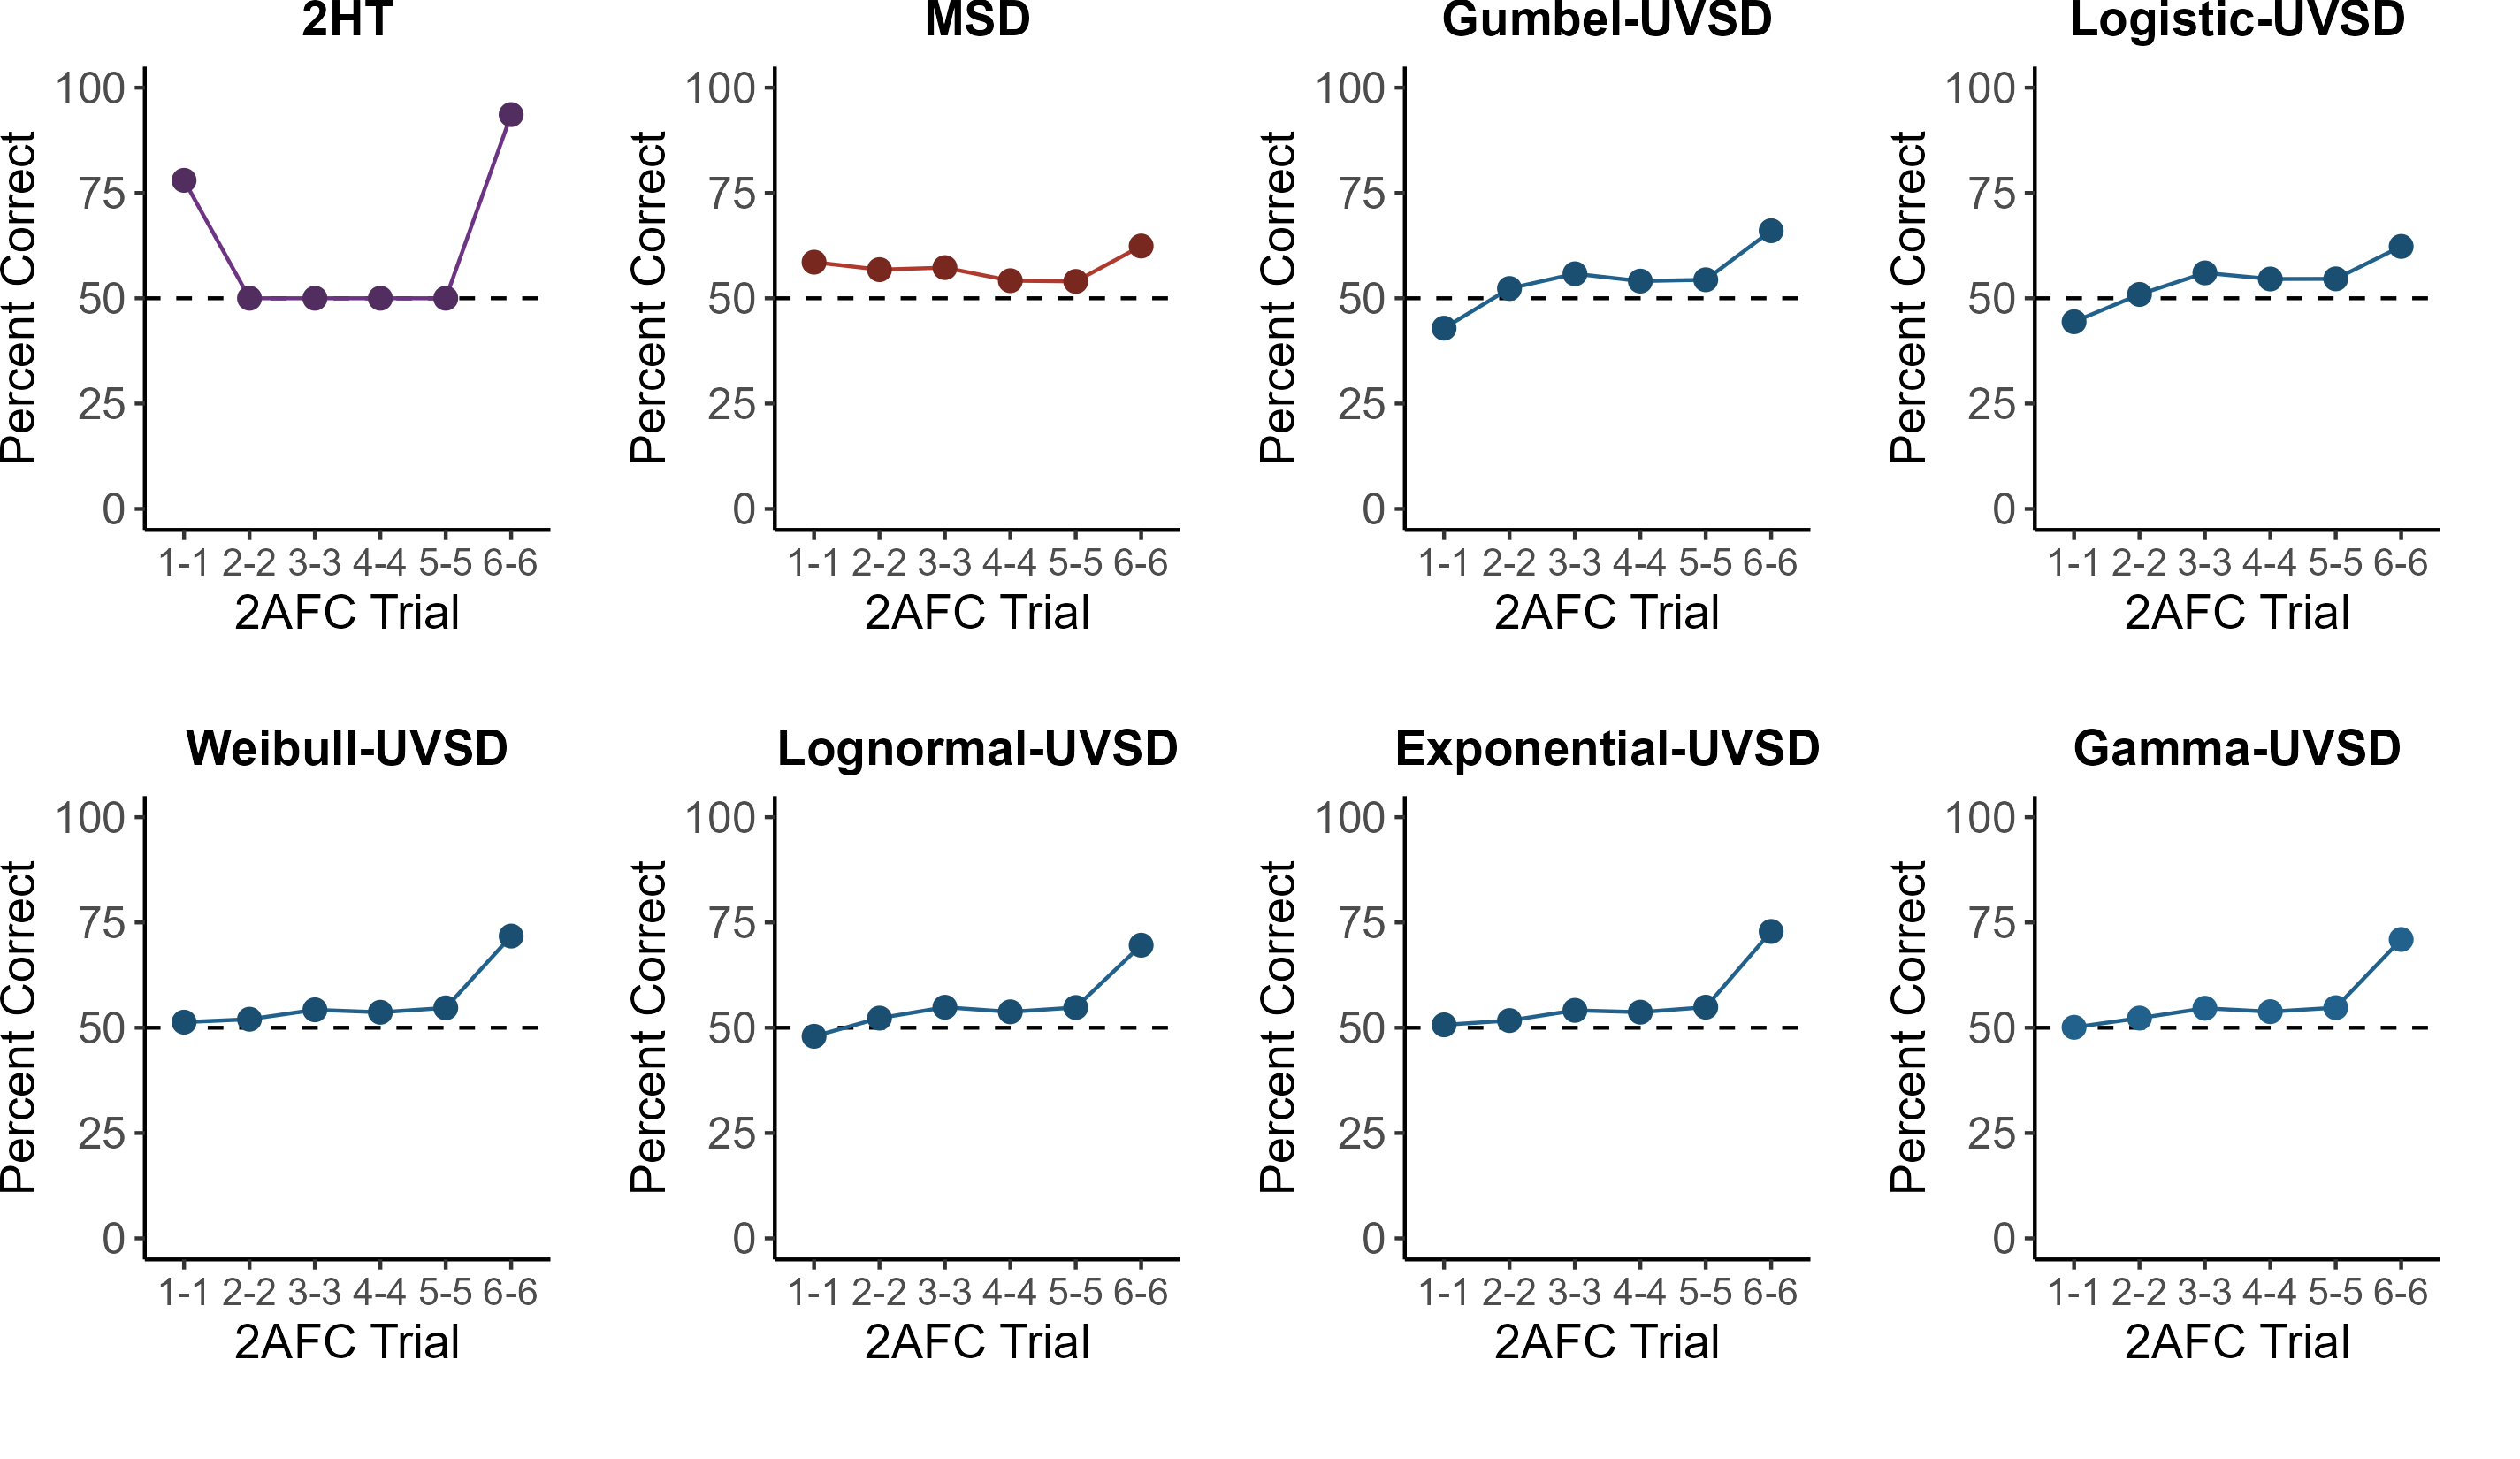 2HT MSD Gumbel-UVSD Logistic-UVSD
Percent Correct Percent Correct Percent Correct Percent Correct
100 100 100 100
75 75 75 75
50 50 50 50
25 25 25 25
0 0 0 0
1-1 2-2 3-3 4-4 5-5 6-6 1-1 2-2 3-3 4-4 5-5 6-6 1-1 2-2 3-3 4-4 5-5 6-6 1-1 2-2 3-3 4-4 5-5 6-6
2AFC Trial 2AFC Trial 2AFC Trial 2AFC Trial
Weibull-UVSD Lognormal-UVSD Exponential-UVSD Gamma-UVSD
Percent Correct Percent Correct Percent Correct Percent Correct
100 100 100 100
75 75 75 75
50 50 50 50
25 25 25 25
0 0 0 0
1-1 2-2 3-3 4-4 5-5 6-6 1-1 2-2 3-3 4-4 5-5 6-6 1-1 2-2 3-3 4-4 5-5 6-6 1-1 2-2 3-3 4-4 5-5 6-6
2AFC Trial 2AFC Trial 2AFC Trial 2AFC Trial